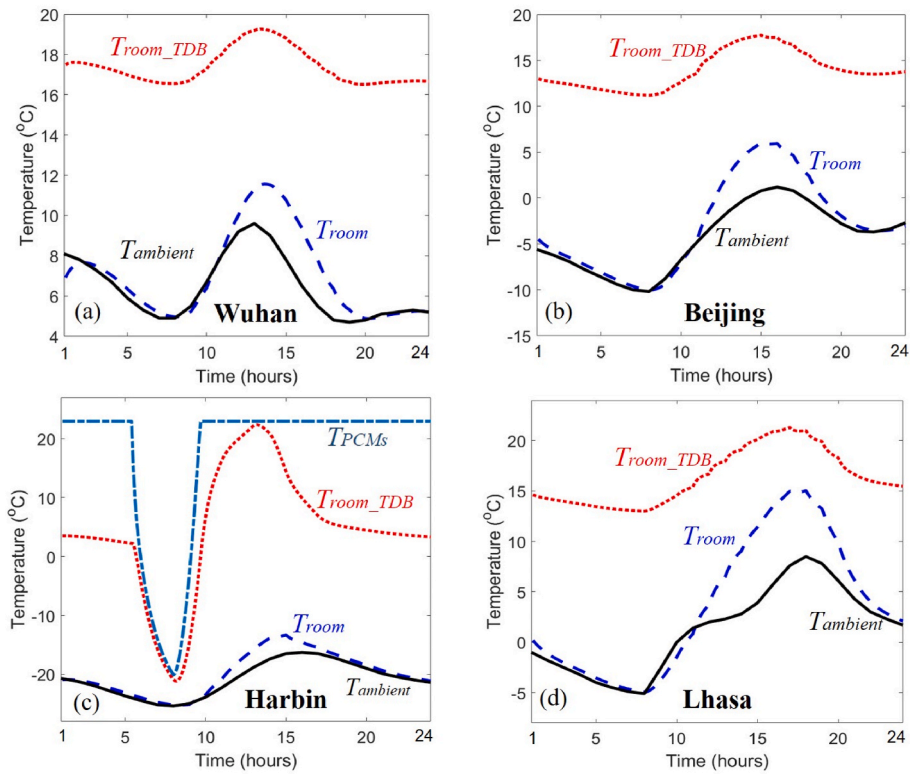 20
18
16
14
12
10
8
6
4
Temperature (°C)
Troom_TDB
Tambient
Troom
(a)
Wuhan
1
5
10
15
20
24
Time (hours)
20
15
10
5
0
-5
-10
-15
Temperature (°C)
Troom_TDB
Troom
Tambient
(b)
Beijing
1
5
10
15
20
24
Time (hours)
20
10
0
-10
-20
Temperature (°C)
TPCMs
Troom_TDB
Troom
Tambient
(c)
Harbin
1
5
10
15
20
24
Time (hours)
20
15
10
5
0
-5
Temperature (°C)
Troom_TDB
Troom
Tambient
(d)
Lhasa
1
5
10
15
20
24
Time (hours)